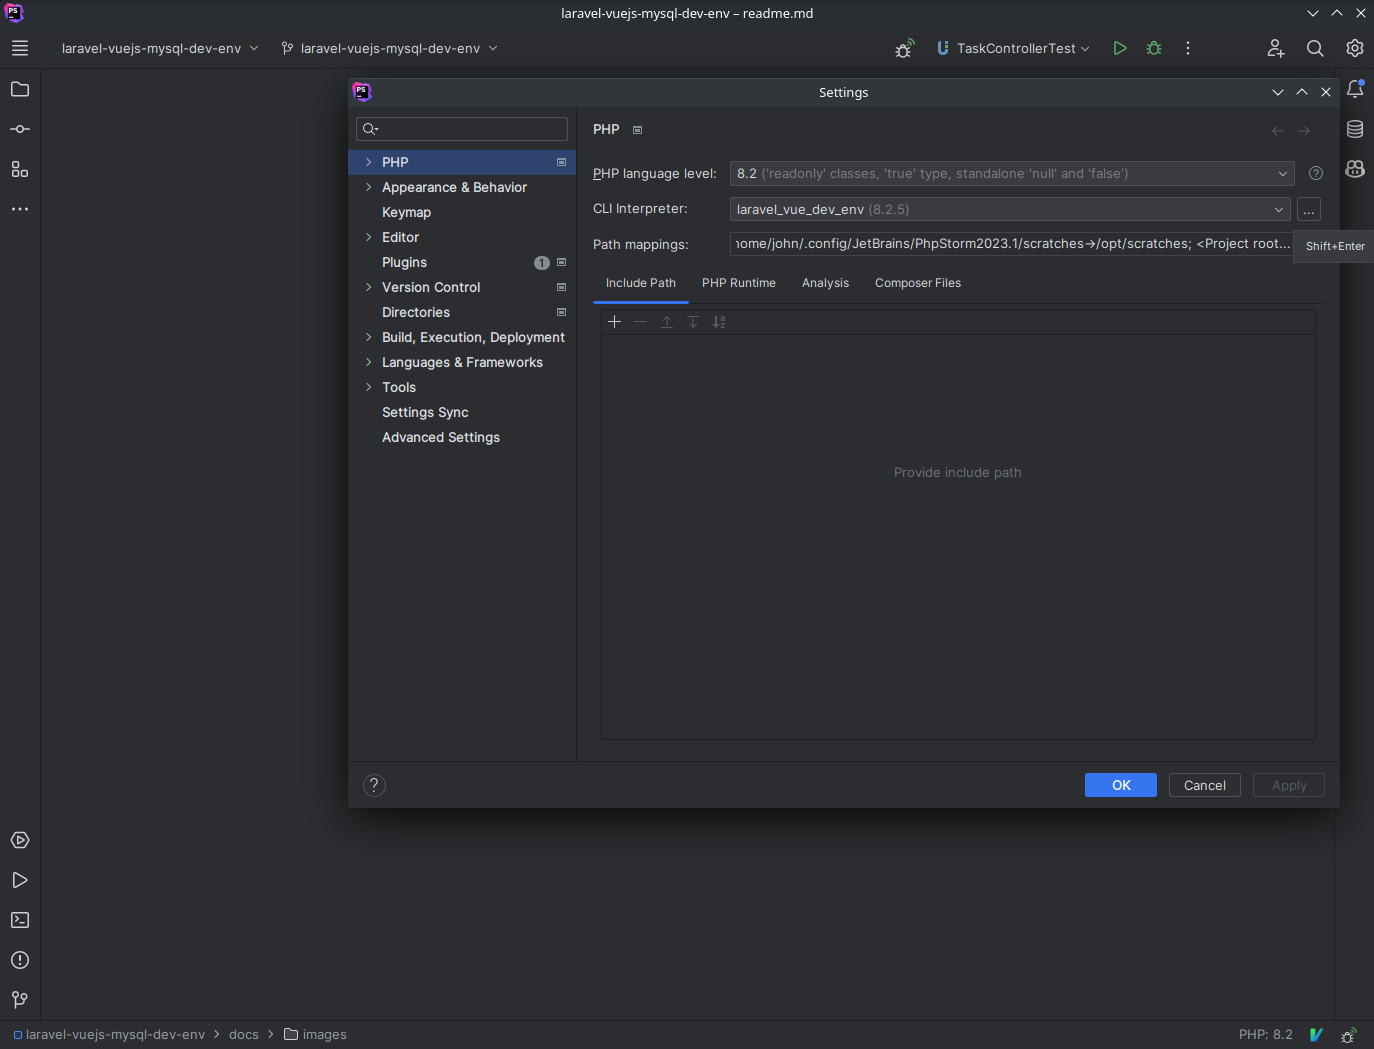 PS
laravel-vuejs-mysql-dev-env – readme.md
laravel-vuejs-mysql-dev-env
laravel-vuejs-mysql-dev-env
TaskControllerTest
PS
Settings
PHP
Appearance & Behavior
Keymap
Editor
Plugins
1
Version Control
Directories
Build, Execution, Deployment
Languages & Frameworks
Tools
Settings Sync
Advanced Settings
PHP
PHP language level:
8.2 ('readonly' classes, 'true' type, standalone 'null' and 'false')
?
CLI Interpreter:
laravel_vue_dev_env (8.2.5)
...
Path mappings:
home/john/.config/JetBrains/PhpStorm2023.1/scratches→/opt/scratches; <Project root...
Shift+Enter
Include Path
PHP Runtime
Analysis
Composer Files
Provide include path
?
OK
Cancel
Apply
laravel-vuejs-mysql-dev-env > docs > images
PHP: 8.2